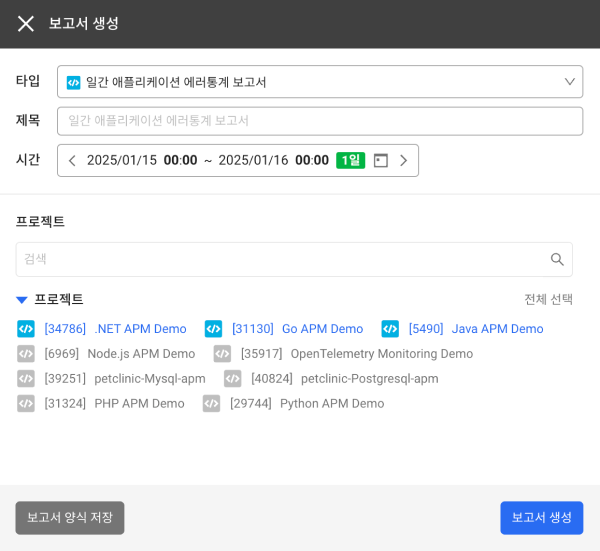 보고서 생성
타입 일간 애플리케이션 에러통계 보고서
제목 일간 애플리케이션 에러통계 보고서
시간 2025/01/15 00:00 ~ 2025/01/16 00:00 1일
프로젝트
검색
프로젝트 전체 선택
[34786] .NET APM Demo [31130] Go APM Demo [5490] Java APM Demo
[6969] Node.js APM Demo [35917] OpenTelemetry Monitoring Demo
[39251] petclinic-Mysql-apm [40824] petclinic-Postgresql-apm
[31324] PHP APM Demo [29744] Python APM Demo
보고서 양식 저장 보고서 생성